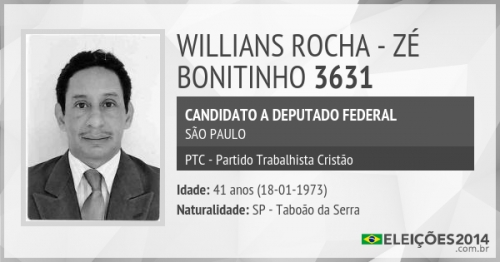 WILLIANS ROCHA - ZÉ
BONITINHO 3631
CANDIDATO A DEPUTADO FEDERAL
SÃO PAULO
PTC - Partido Trabalhista Cristão
Idade: 41 anos (18-01-1973)
Naturalidade: SP - Taboão da Serra
ELEIÇÕES2014
.com.br